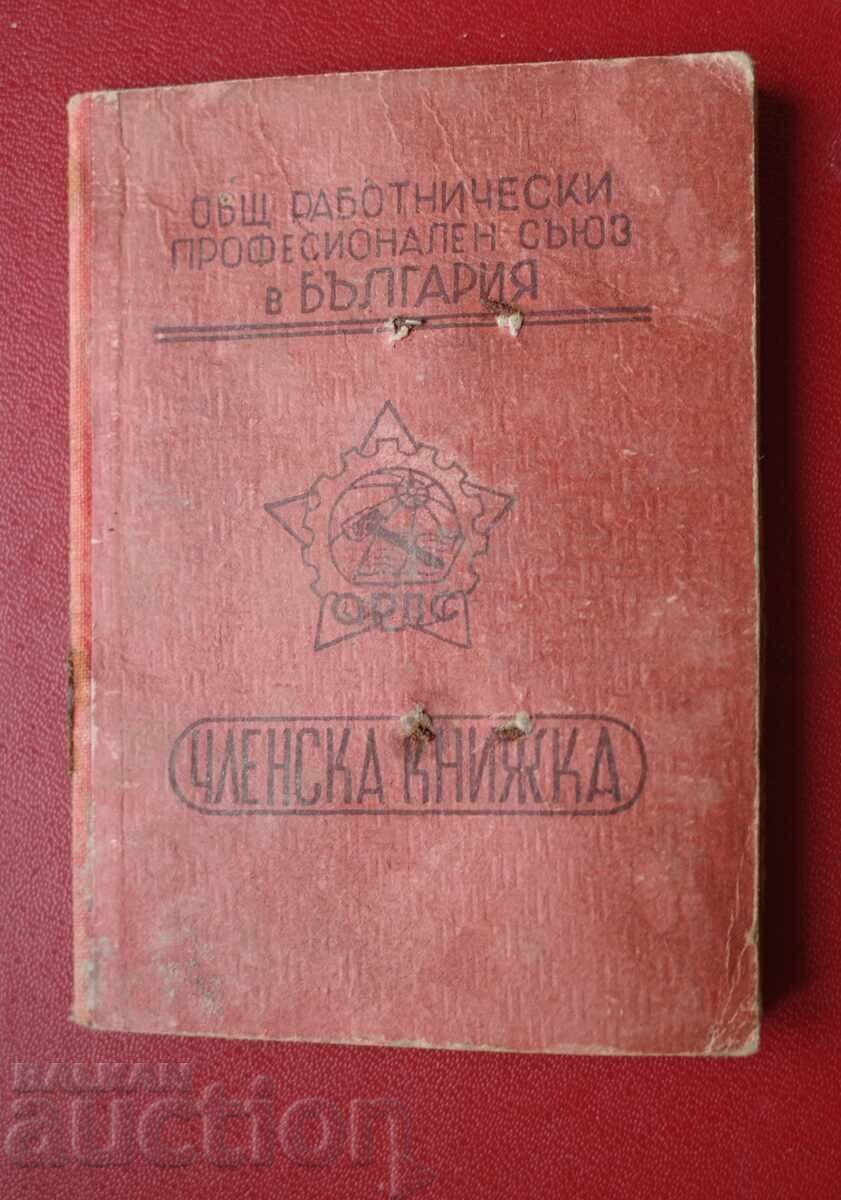 ОБЩ РАБОТНИЧЕСКИ
ПРОФЕСИОНАЛЕН СЪЮЗ
в БЪЛГАРИЯ
ОРПС
ЧЛЕНСКА КНИЖКА
BALKAN
auction